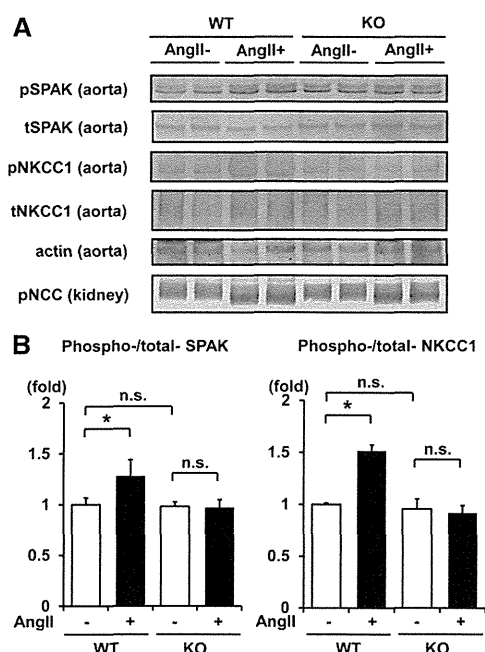 A
WT KO
AngII- AngII+ AngII- AngII+
pSPAK (aorta)
tSPAK (aorta)
pNKCC1 (aorta)
tNKCC1 (aorta)
actin (aorta)
pNCC (kidney)
B
Phospho-/total- SPAK
(fold)
2
1.5
1
0.5
0
n.s.
*
n.s.
AngII - + - +
WT KO
Phospho-/total- NKCC1
(fold)
2
1.5
1
0.5
0
n.s.
*
n.s.
AngII - + - +
WT KO